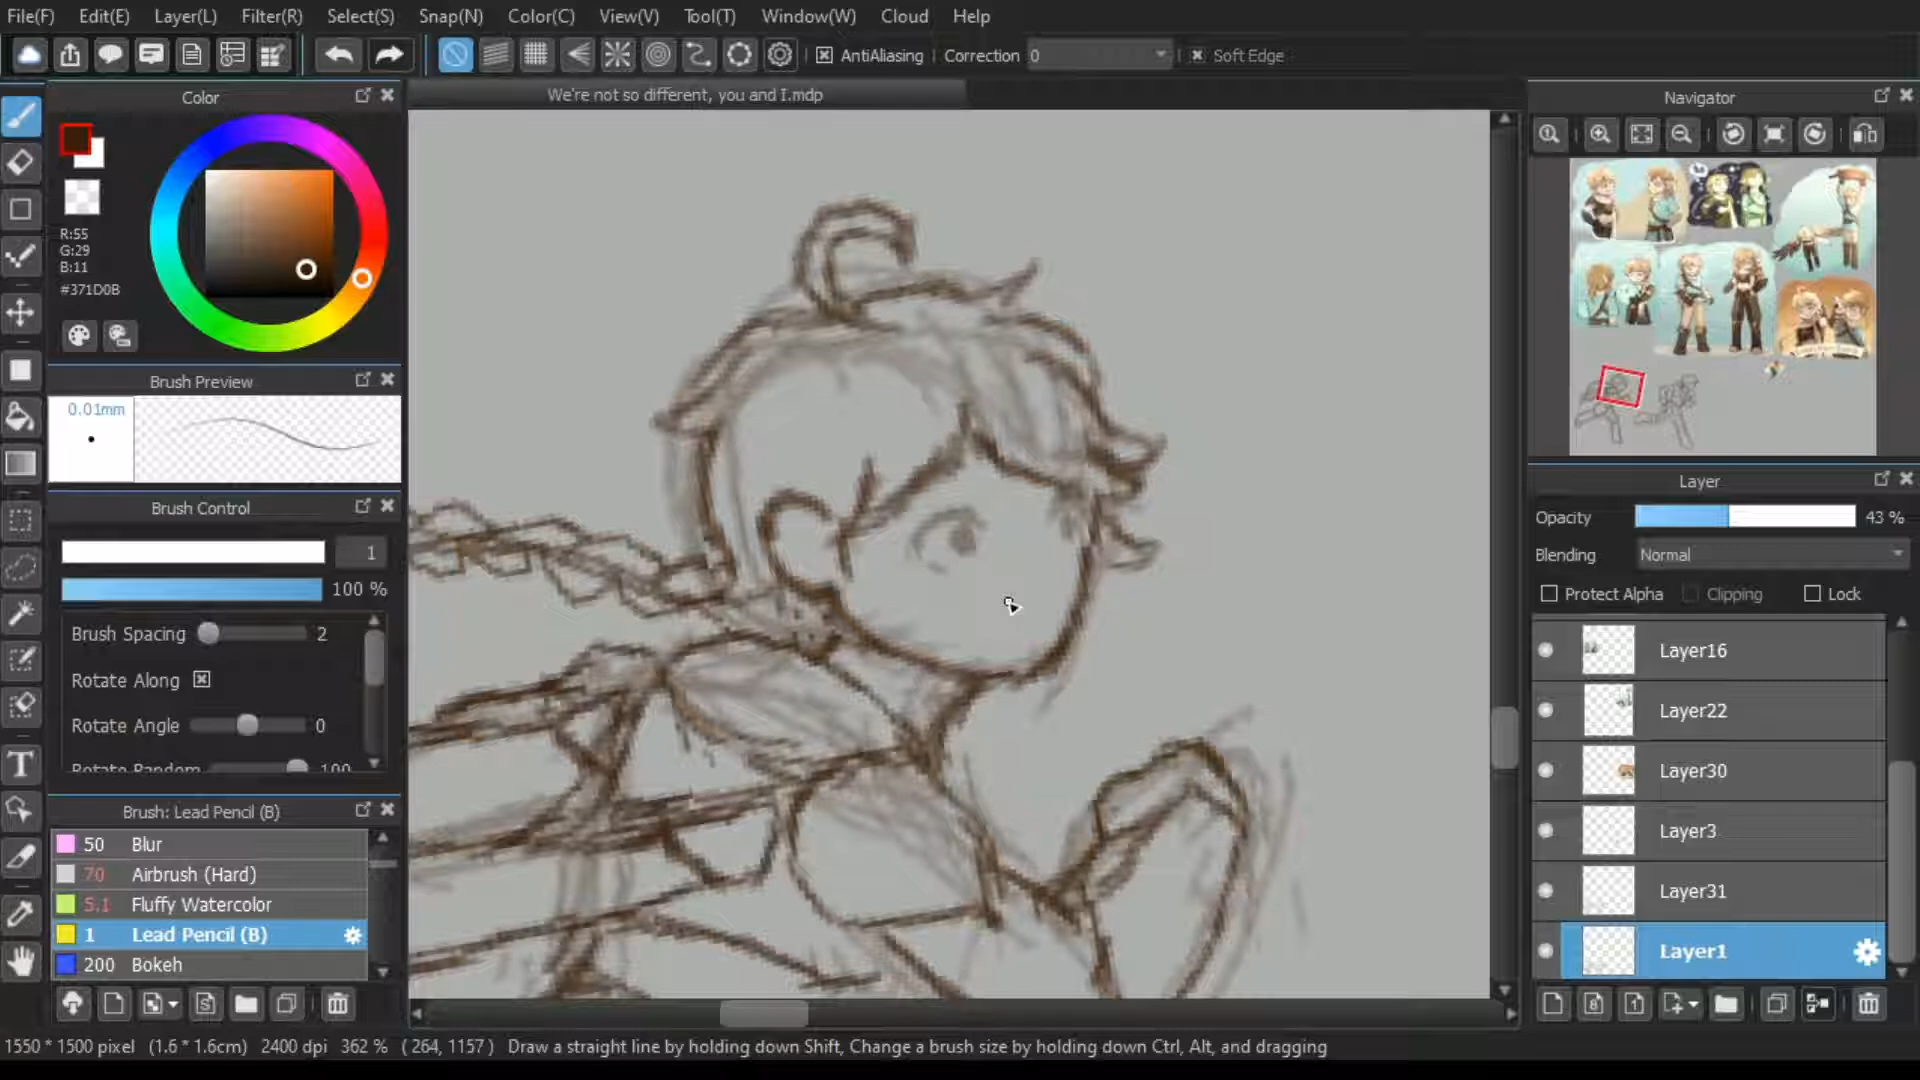 File(F) Edit(E) Layer(L) Filter(R) Select(S) Snap(N) Color(C) View(V) Tool(T) Window(W) Cloud Help
AntiAliasing Correction 0 Soft Edge
Color
We're not so different, you and I.mdp
Navigator
R:55
G:29
B:11
#371D0B
Brush Preview
0.01mm
Brush Control
1
100 %
Brush Spacing 2
Rotate Along
Rotate Angle 0
Rotate Random 100
Brush: Lead Pencil (B)
50 Blur
70 Airbrush (Hard)
5.1 Fluffy Watercolor
1 Lead Pencil (B)
200 Bokeh
Layer
Opacity 43 %
Blending Normal
Protect Alpha Clipping Lock
Layer16
Layer22
Layer30
Layer3
Layer31
Layer1
1550 * 1500 pixel (1.6 * 1.6cm) 2400 dpi 362 % ( 264, 1157 ) Draw a straight line by holding down Shift, Change a brush size by holding down Ctrl, Alt, and dragging